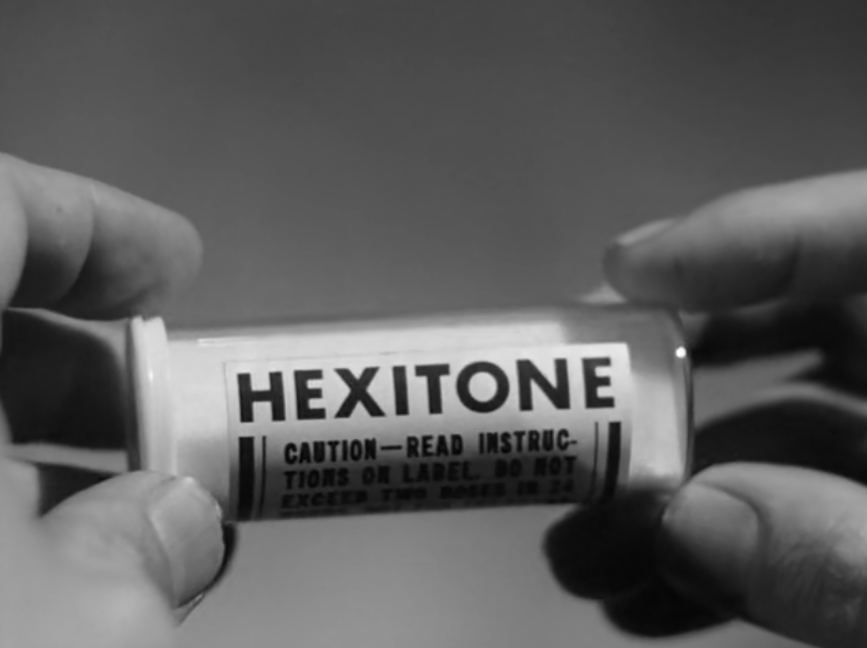 HEXITONE
CAUTION—READ INSTRUC-
TIONS ON LABEL. DO NOT
EXCEED TWO DOSES IN 24